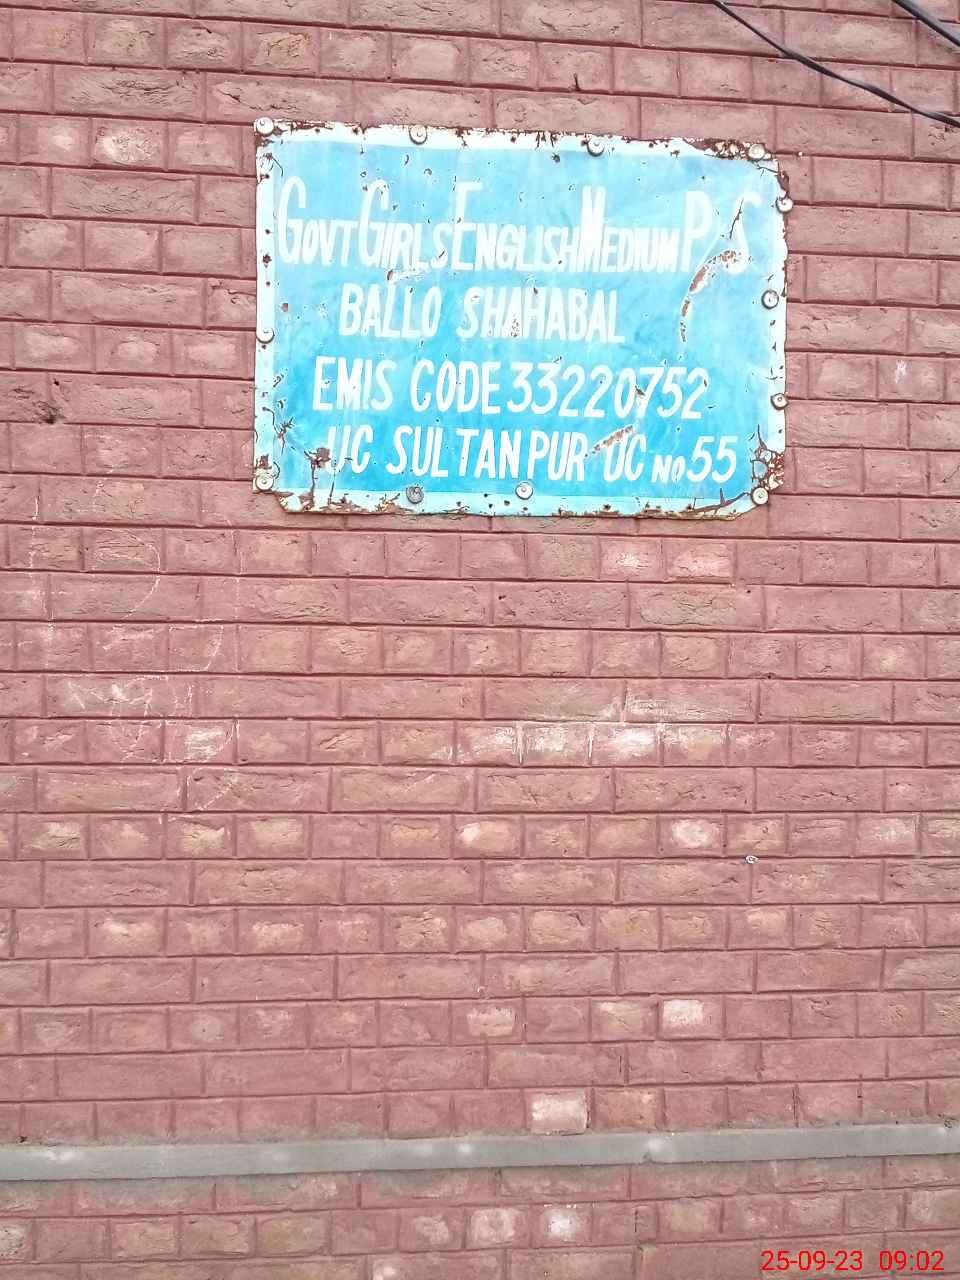 GOVT GIRLS ENGLISH MEDIUM P/S
BALLO SHAHABAL
EMIS CODE 33220752
UC SULTAN PUR UC NO 55
25-09-23 09:02